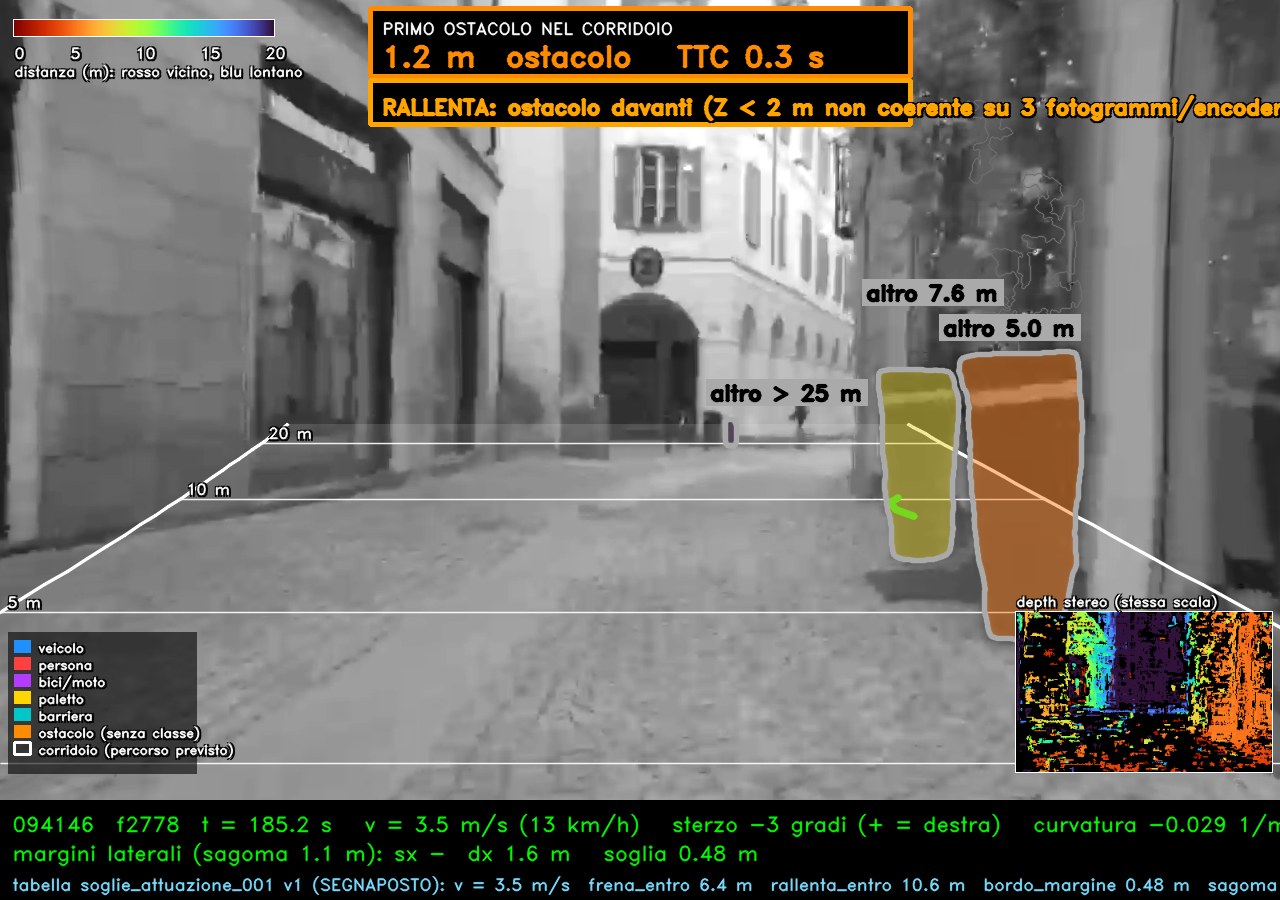 0 5 10 15 20
distanza (m): rosso vicino, blu lontano
PRIMO OSTACOLO NEL CORRIDOIO
1.2 m ostacolo TTC 0.3 s
RALLENTA: ostacolo davanti (Z < 2 m non coerente su 3 fotogrammi/encoder
altro 7.6 m
altro 5.0 m
altro > 25 m
20 m
10 m
5 m
depth stereo (stessa scala)
veicolo
persona
bici/moto
paletto
barriera
ostacolo (senza classe)
corridoio (percorso previsto)
094146 f2778 t = 185.2 s v = 3.5 m/s (13 km/h) sterzo −3 gradi (+ = destra) curvatura −0.029 1/m
margini laterali (sagoma 1.1 m): sx − dx 1.6 m soglia 0.48 m
tabella soglie_attuazione_001 v1 (SEGNAPOSTO): v = 3.5 m/s frena_entro 6.4 m rallenta_entro 10.6 m bordo_margine 0.48 m sagoma